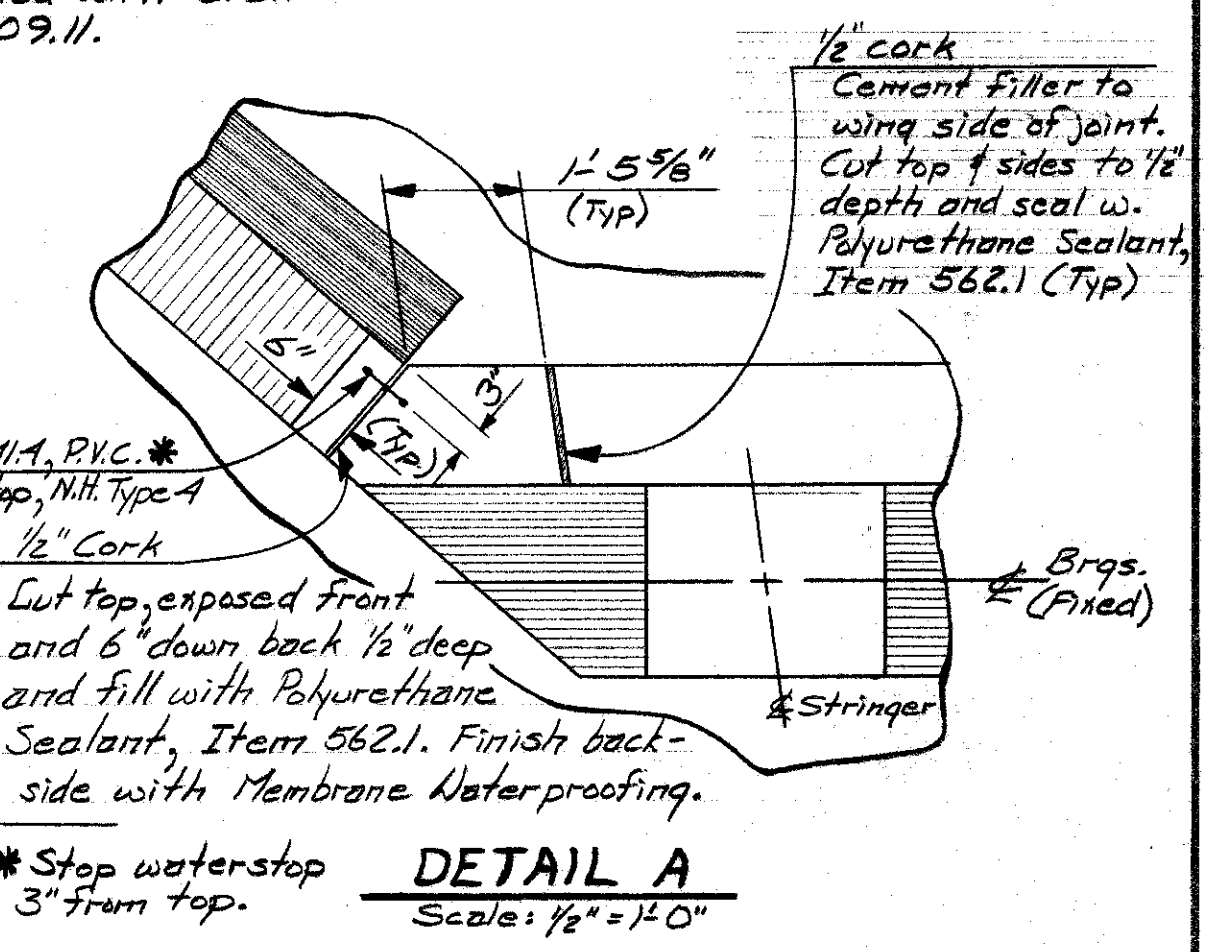 09.11.
1/2" cork
Cement filler to
wing side of joint.
Cut top & sides to 1/2"
depth and seal w.
Polyurethane Sealant,
Item 562.1 (Typ)
1'-5 5/8"
(Typ)
6"
3"
(Typ)
11.4, P.V.C. *
N.H. Type 4
1/2" Cork
Cut top, exposed front
and 6" down back 1/2" deep
and fill with Polyurethane
Sealant, Item 562.1. Finish back-
side with Membrane Waterproofing.
℄ Brgs.
(Fixed)
℄ Stringer
* Stop waterstop
3" from top.
DETAIL A
Scale: 1/2" = 1'-0"